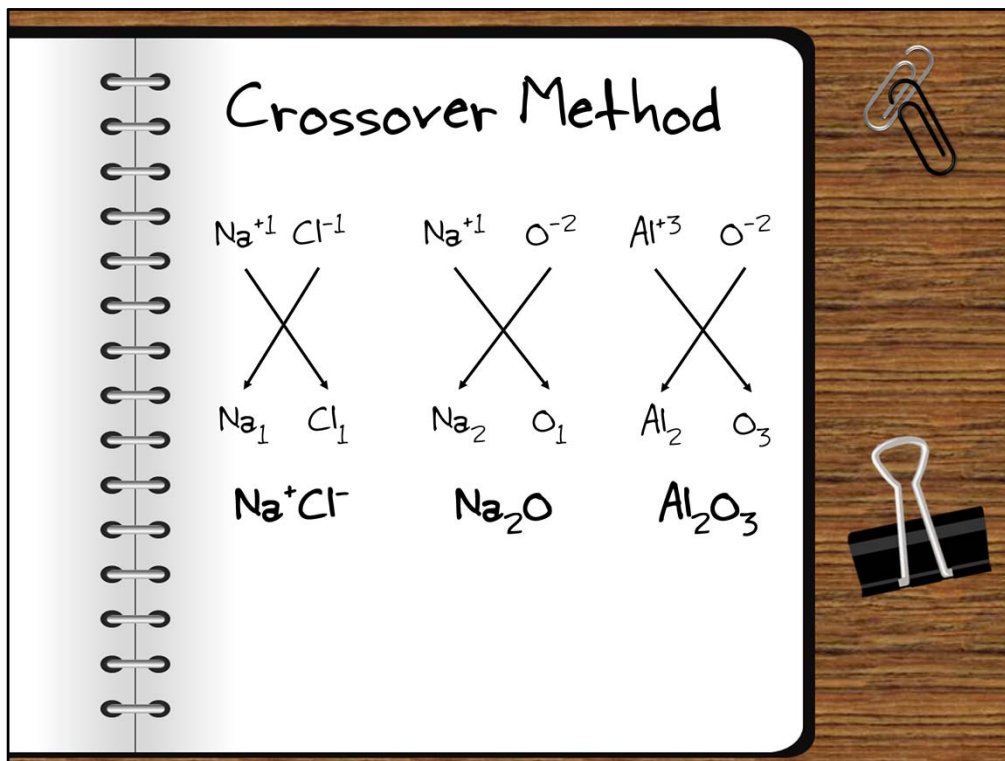 Crossover Method
Na⁺¹ Cl⁻¹ Na⁺¹ O⁻² Al⁺³ O⁻²
Na₁ Cl₁ Na₂ O₁ Al₂ O₃
Na⁺Cl⁻ Na₂O Al₂O₃